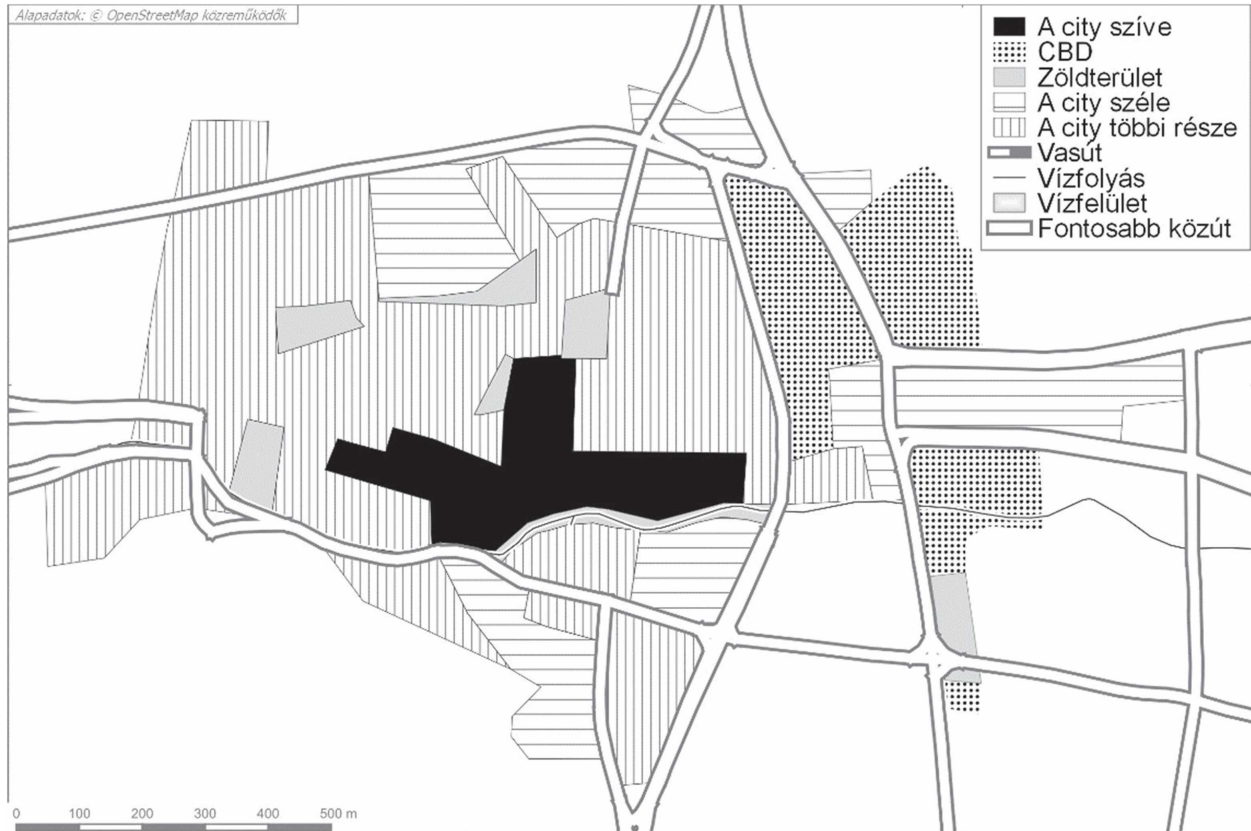 Alapadatok: © OpenStreetMap közreműködők
A city szíve
CBD
Zöldterület
A city széle
A city többi része
Vasút
Vízfolyás
Vízfelület
Fontosabb közút
0 100 200 300 400 500 m